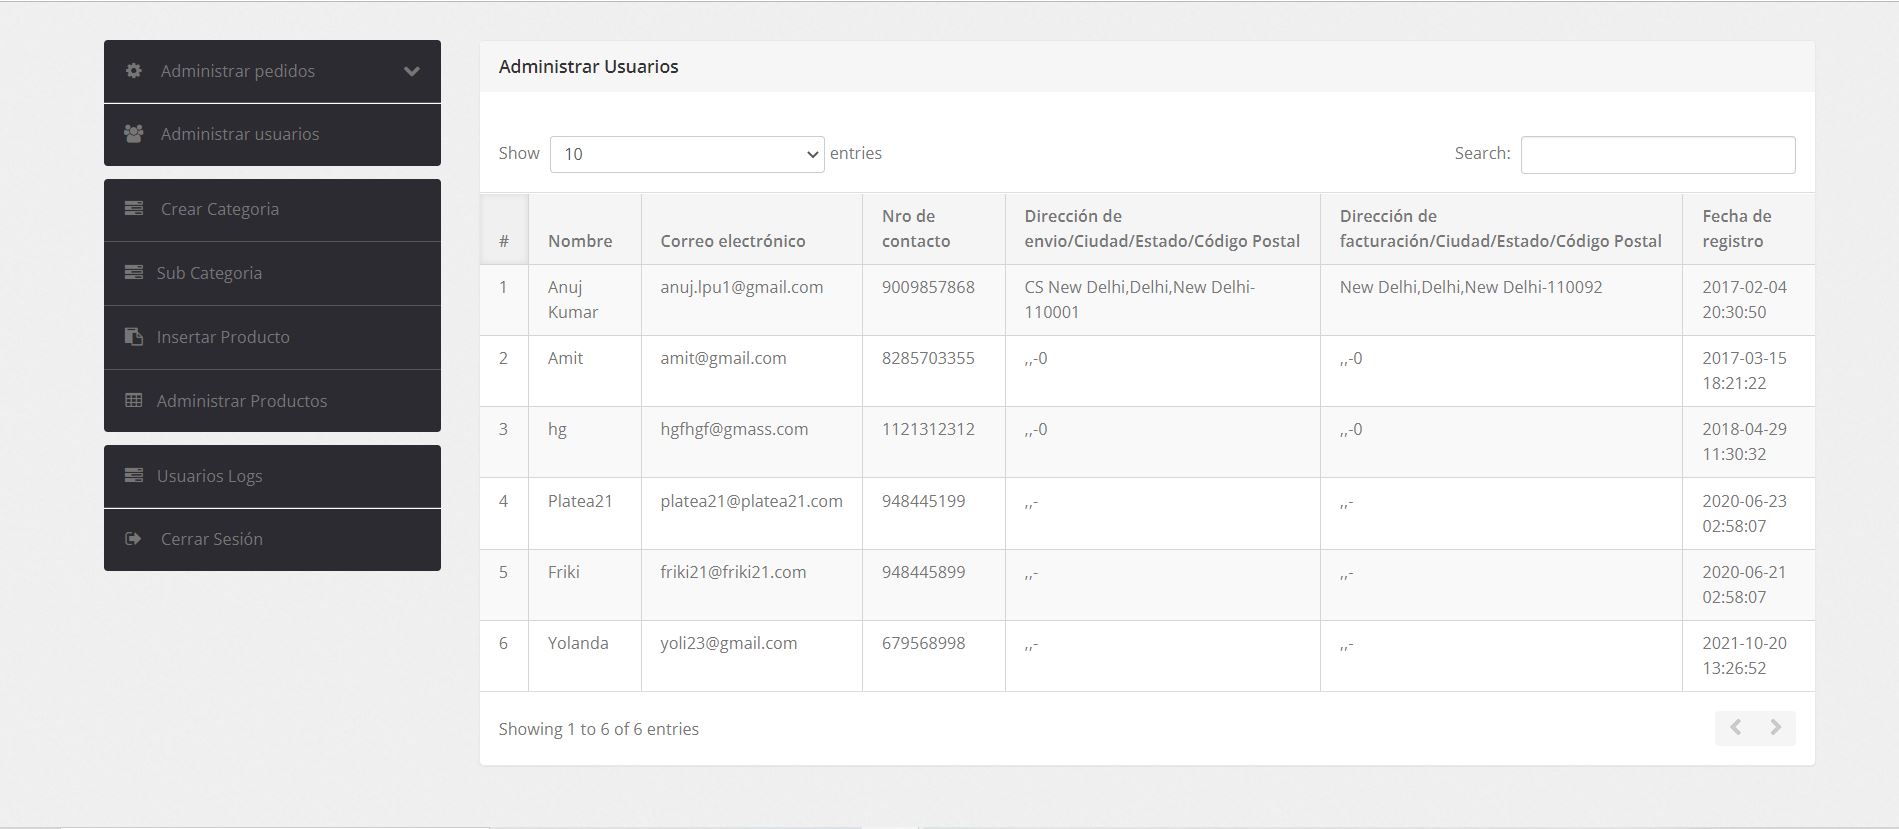 Administrar pedidos
Administrar usuarios
Crear Categoria
Sub Categoria
Insertar Producto
Administrar Productos
Usuarios Logs
Cerrar Sesión
Administrar Usuarios
Show 10 entries Search:
# Nombre Correo electrónico Nro de contacto Dirección de envio/Ciudad/Estado/Código Postal Dirección de facturación/Ciudad/Estado/Código Postal Fecha de registro
1 Anuj Kumar anuj.lpu1@gmail.com 9009857868 CS New Delhi,Delhi,New Delhi-110001 New Delhi,Delhi,New Delhi-110092 2017-02-04 20:30:50
2 Amit amit@gmail.com 8285703355 ,,-0 ,,-0 2017-03-15 18:21:22
3 hg hgfhgf@gmass.com 1121312312 ,,-0 ,,-0 2018-04-29 11:30:32
4 Platea21 platea21@platea21.com 948445199 ,,- ,,- 2020-06-23 02:58:07
5 Friki friki21@friki21.com 948445899 ,,- ,,- 2020-06-21 02:58:07
6 Yolanda yoli23@gmail.com 679568998 ,,- ,,- 2021-10-20 13:26:52
Showing 1 to 6 of 6 entries